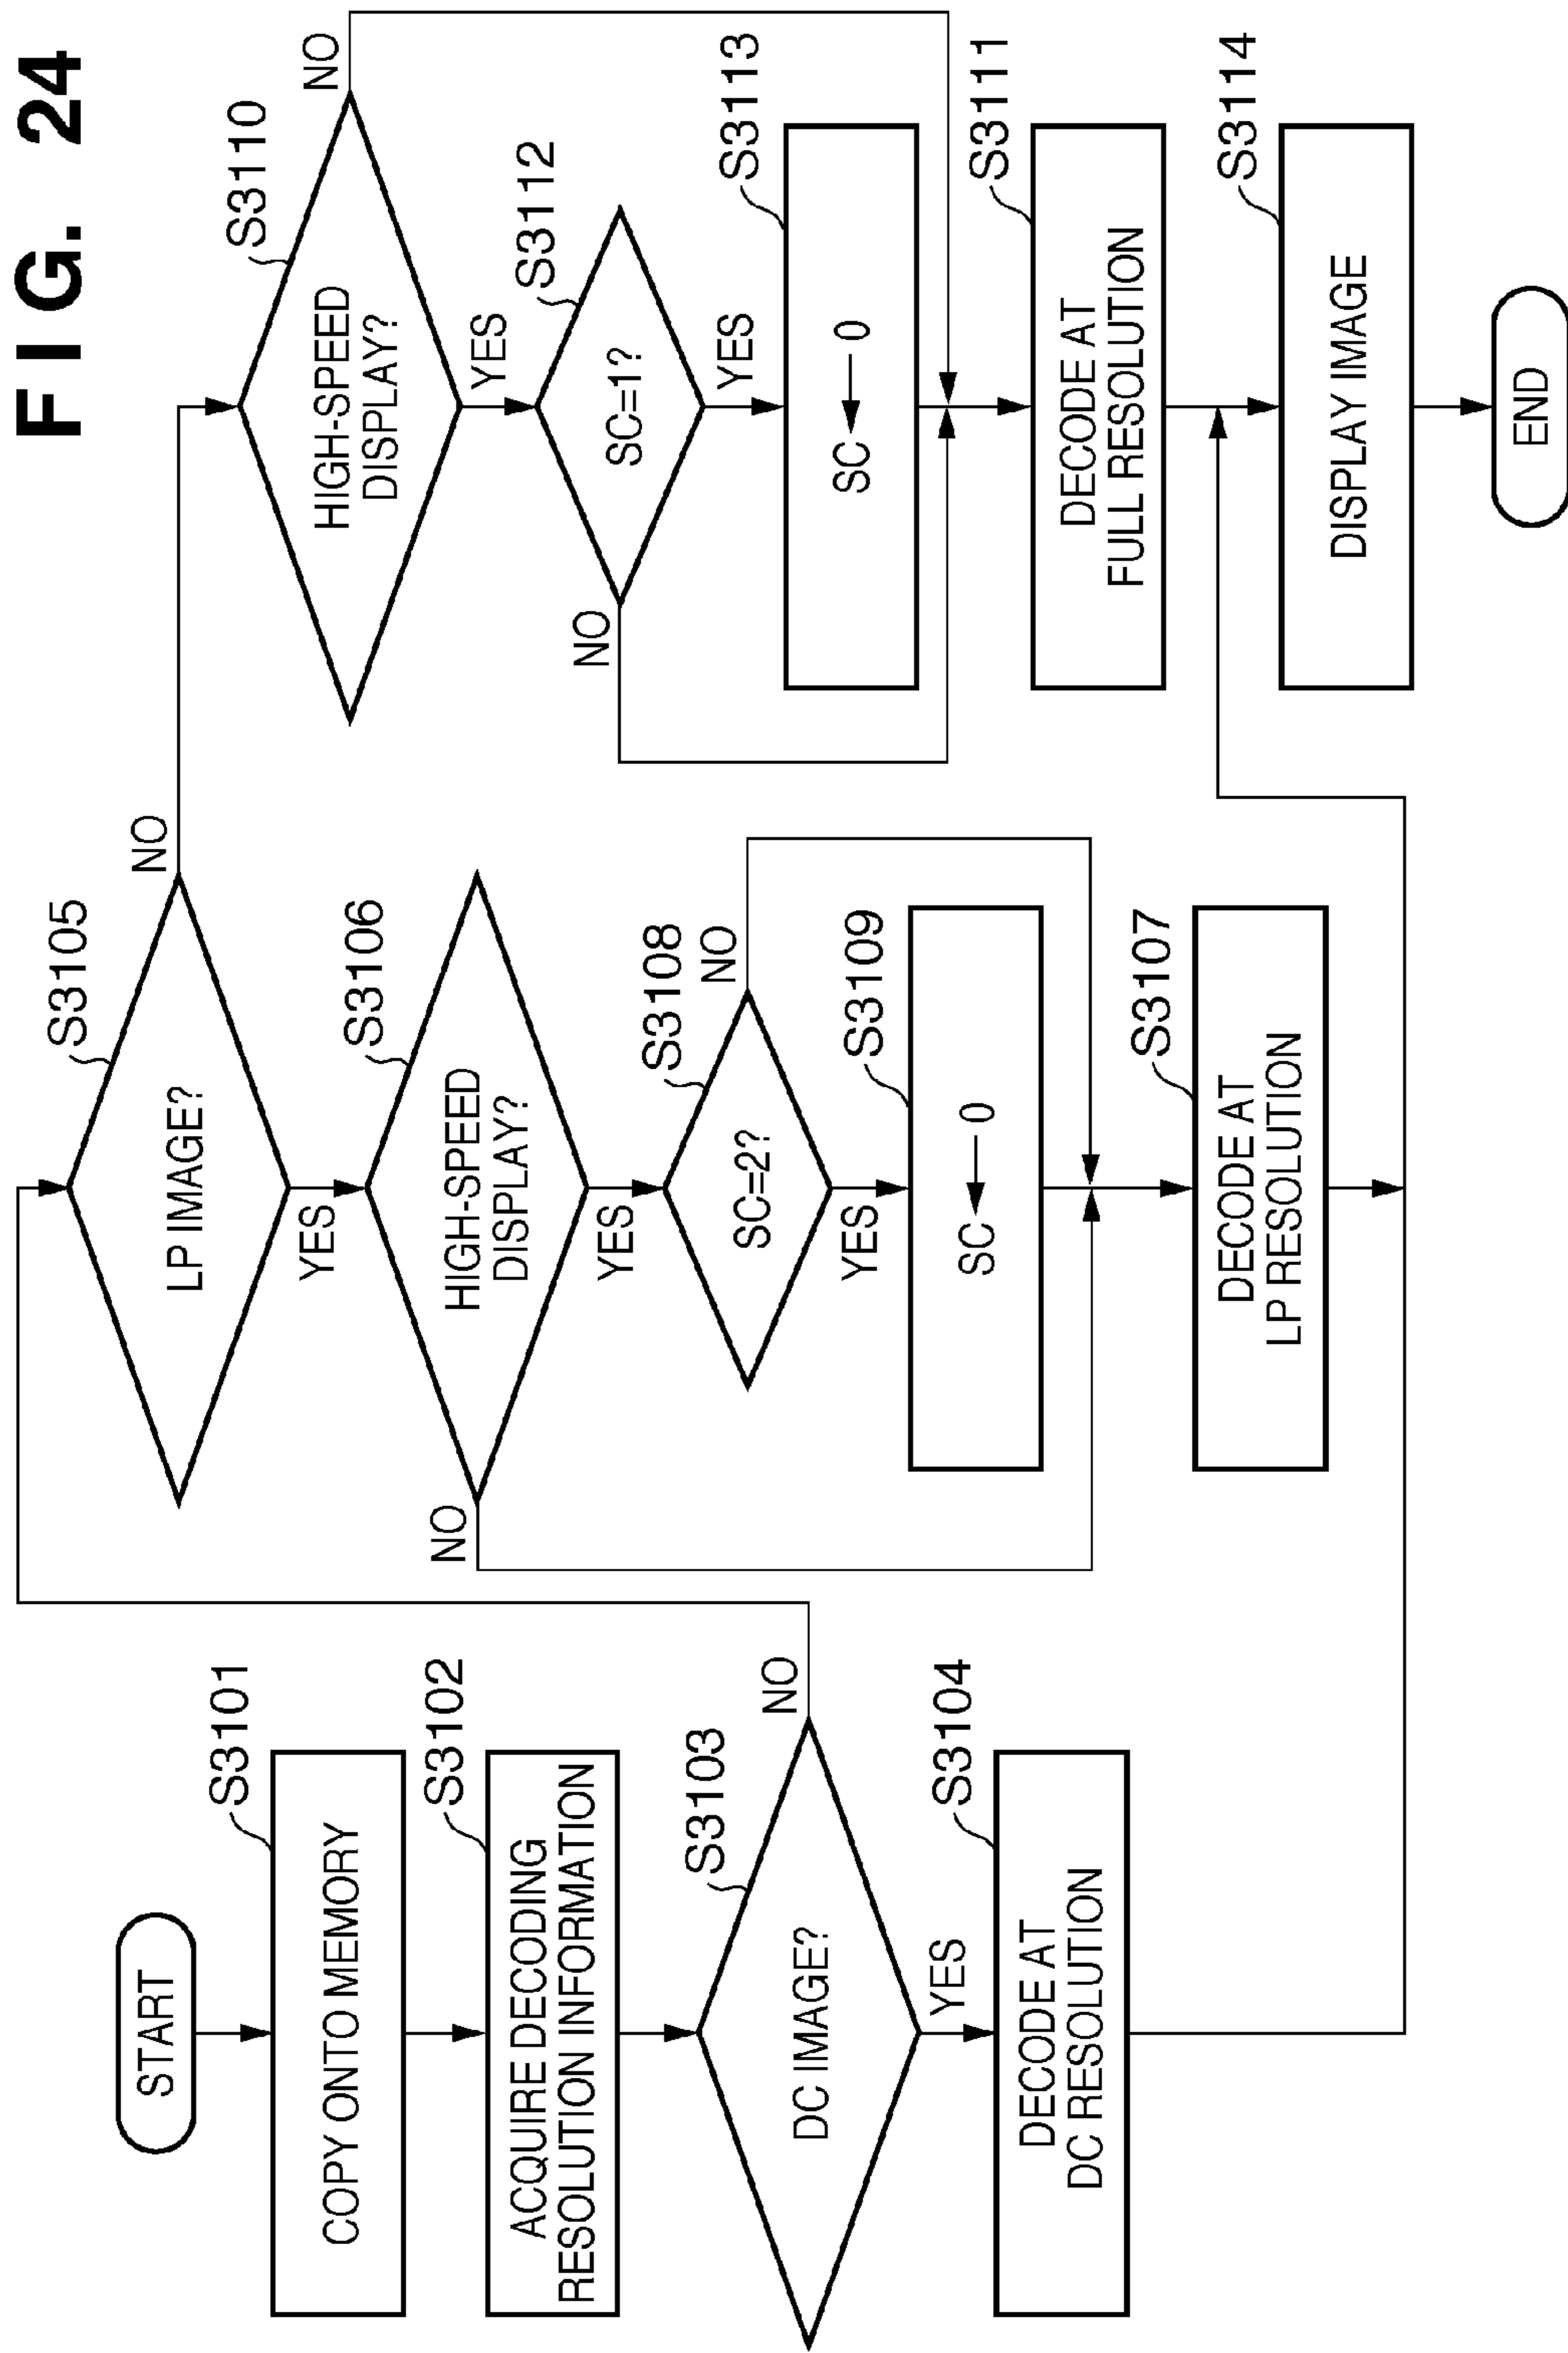 FIG. 24
START
S3101
COPY ONTO MEMORY
S3102
ACQUIRE DECODING
RESOLUTION INFORMATION
S3103
DC IMAGE?
NO
YES
S3104
DECODE AT
DC RESOLUTION
S3105
LP IMAGE?
NO
YES
S3106
HIGH-SPEED
DISPLAY?
NO
YES
S3108
SC=2?
NO
YES
S3109
SC ← 0
S3107
DECODE AT
LP RESOLUTION
S3110
HIGH-SPEED
DISPLAY?
NO
YES
S3112
SC=1?
NO
YES
S3113
SC ← 0
S3111
DECODE AT
FULL RESOLUTION
S3114
DISPLAY IMAGE
END